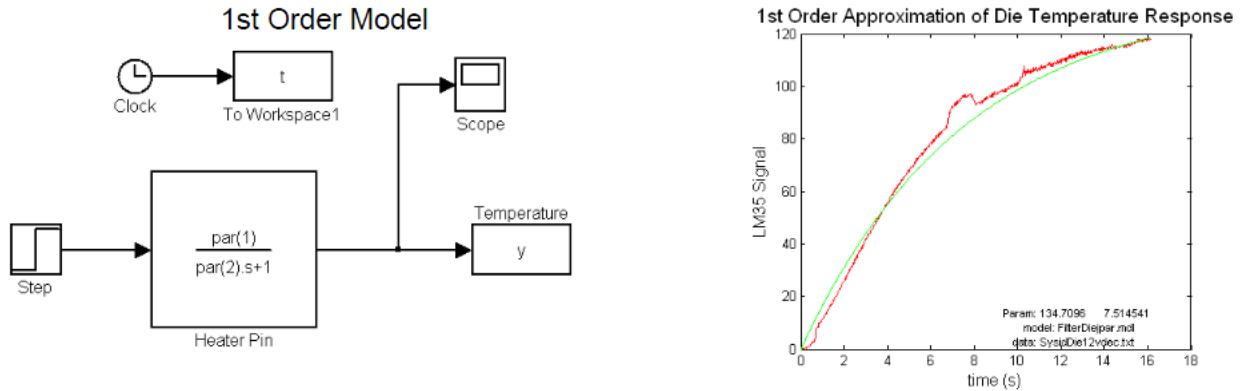 1st Order Model
t
Clock
To Workspace1
Scope
par(1)
par(2).s+1
Step
Heater Pin
Temperature
y
1st Order Approximation of Die Temperature Response
120
100
80
60
40
20
0
LM35 Signal
Param: 134.7096 7.514541
model: FilterDiejpar.mdl
data: SysjsDie12vdec.txt
0 2 4 6 8 10 12 14 16 18
time (s)